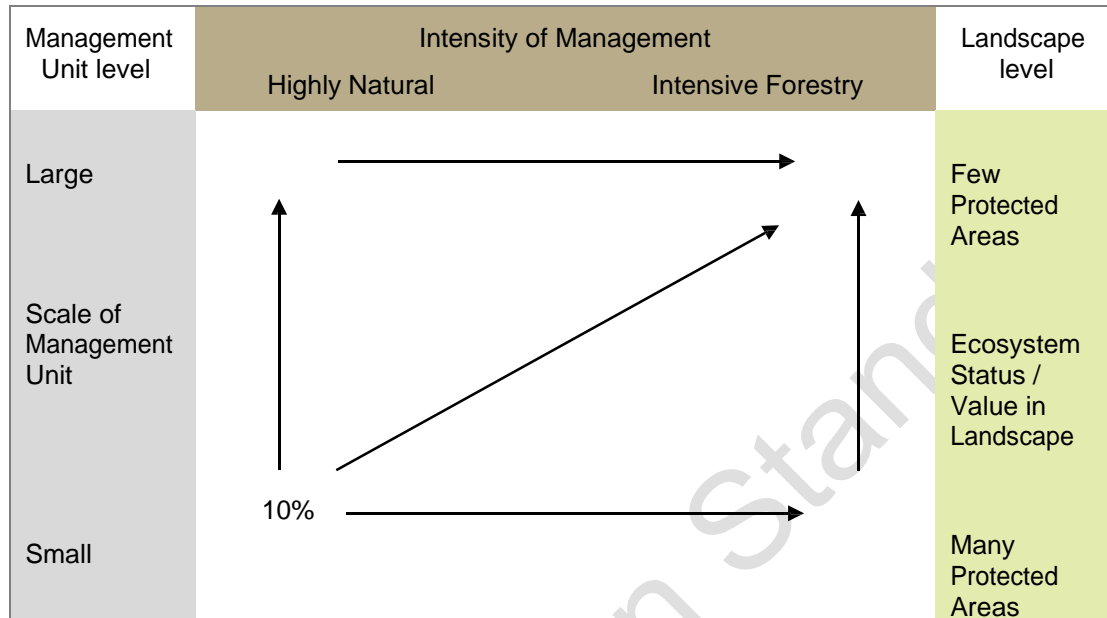 Management
Unit level
Intensity of Management
Highly Natural Intensive Forestry
Landscape
level
Large
Scale of
Management
Unit
Small
10%
Few
Protected
Areas
Ecosystem
Status /
Value in
Landscape
Many
Protected
Areas